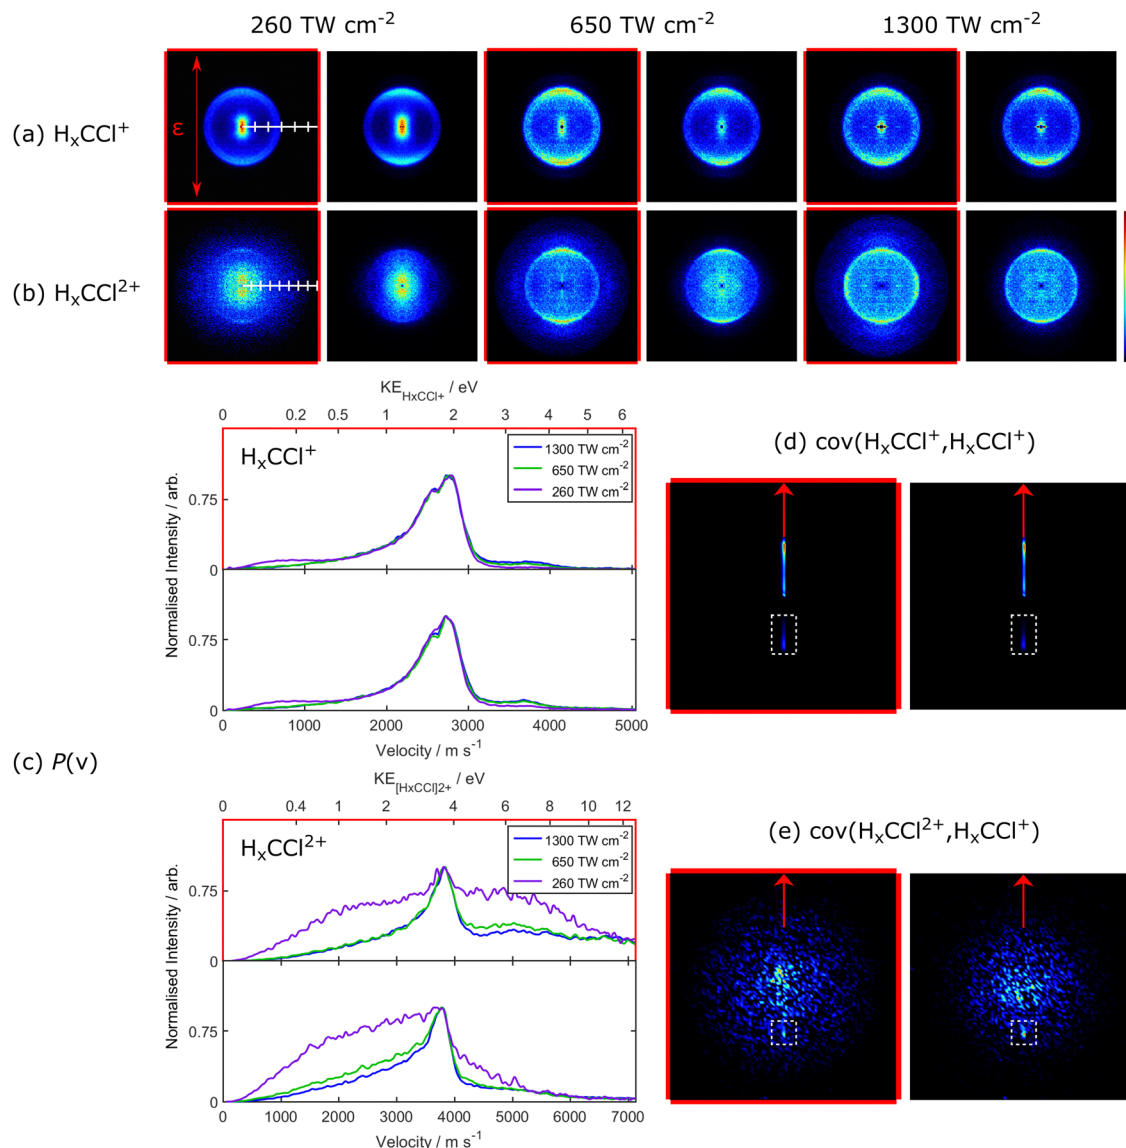 260 TW cm⁻² 650 TW cm⁻² 1300 TW cm⁻²
(a) HₓCCl⁺
ε
(b) HₓCCl²⁺
KE_HxCCl+ / eV
0 0.2 0.5 1 2 3 4 5 6
HₓCCl⁺
1300 TW cm⁻²
650 TW cm⁻²
260 TW cm⁻²
0.75
0
0.75
0
0 1000 2000 3000 4000 5000
Velocity / m s⁻¹
Normalised Intensity / arb.
(d) cov(HₓCCl⁺,HₓCCl⁺)
(c) P(v)
KE_[HxCCl]2+ / eV
0 0.4 1 2 4 6 8 10 12
HₓCCl²⁺
1300 TW cm⁻²
650 TW cm⁻²
260 TW cm⁻²
0.75
0
0.75
0
0 1000 2000 3000 4000 5000 6000 7000
Velocity / m s⁻¹
Normalised Intensity / arb.
(e) cov(HₓCCl²⁺,HₓCCl⁺)